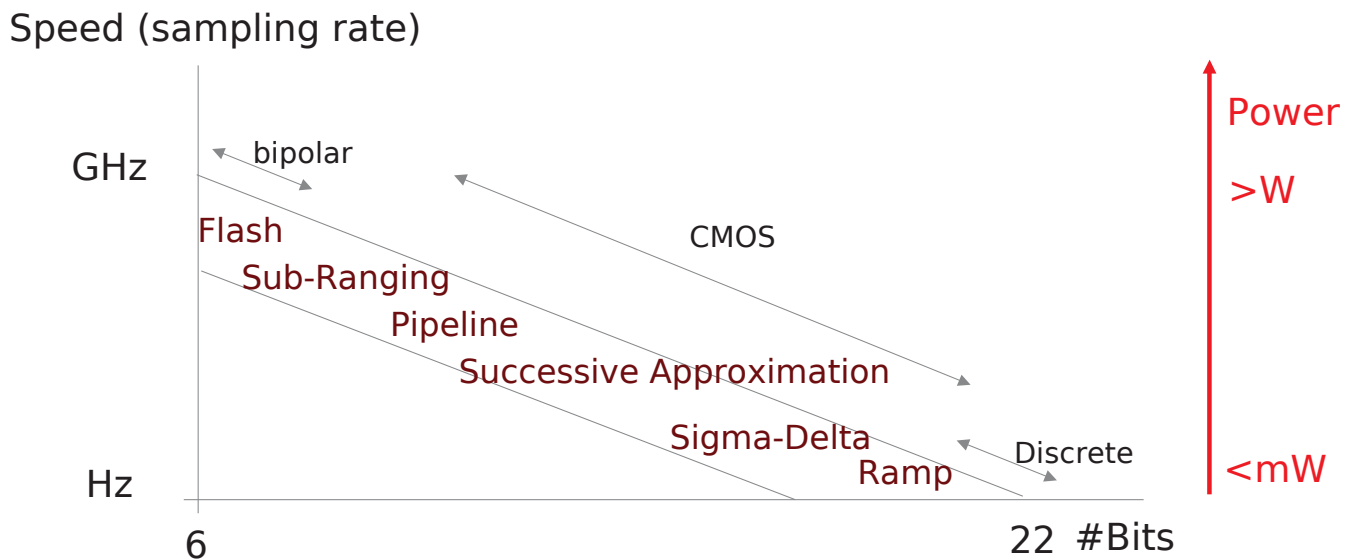 Speed (sampling rate)
Power
bipolar
GHz
>W
Flash
CMOS
Sub-Ranging
Pipeline
Successive Approximation
Sigma-Delta
Discrete
Ramp
<mW
Hz
6
22 #Bits